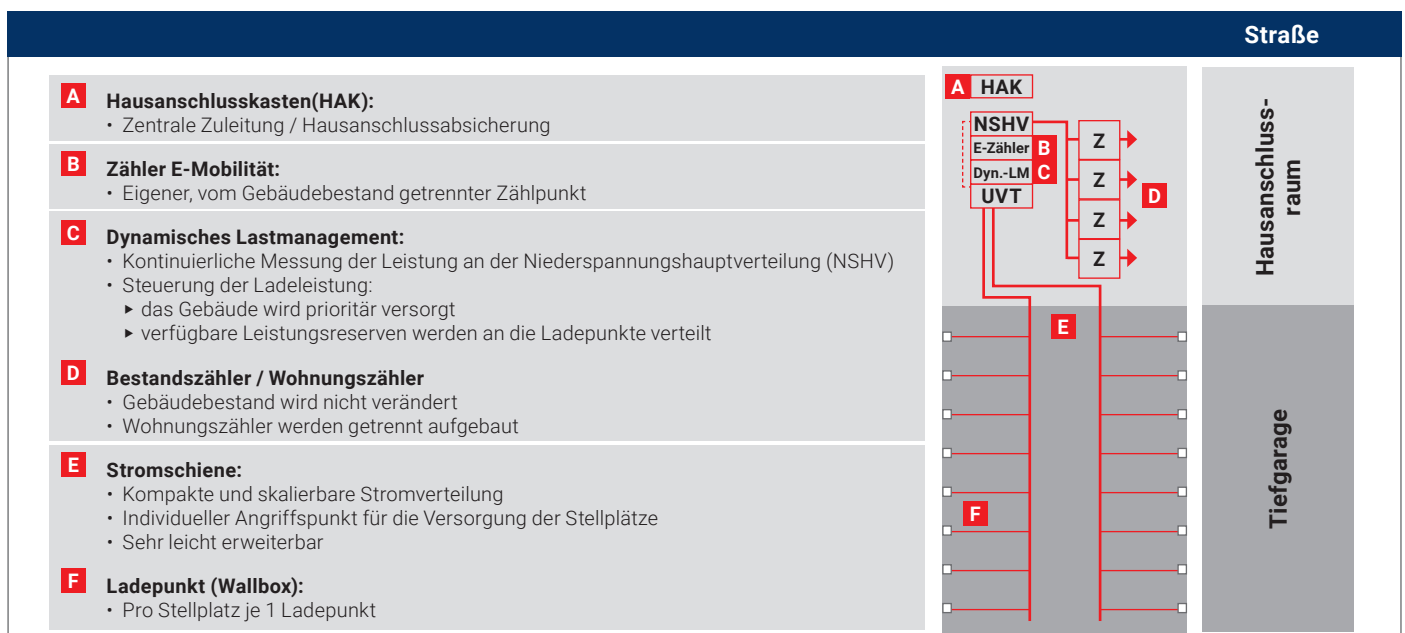 Straße
A Hausanschlusskasten(HAK):
• Zentrale Zuleitung / Hausanschlussabsicherung
B Zähler E-Mobilität:
• Eigener, vom Gebäudebestand getrennter Zählpunkt
C Dynamisches Lastmanagement:
• Kontinuierliche Messung der Leistung an der Niederspannungshauptverteilung (NSHV)
• Steuerung der Ladeleistung:
▸ das Gebäude wird prioritär versorgt
▸ verfügbare Leistungsreserven werden an die Ladepunkte verteilt
D Bestandszähler / Wohnungszähler
• Gebäudebestand wird nicht verändert
• Wohnungszähler werden getrennt aufgebaut
E Stromschiene:
• Kompakte und skalierbare Stromverteilung
• Individueller Angriffspunkt für die Versorgung der Stellplätze
• Sehr leicht erweiterbar
F Ladepunkt (Wallbox):
• Pro Stellplatz je 1 Ladepunkt
A HAK
NSHV
E-Zähler B
Dyn.-LM C
UVT
Z
Z
Z
Z
D
E
F
Hausanschluss-
raum
Tiefgarage